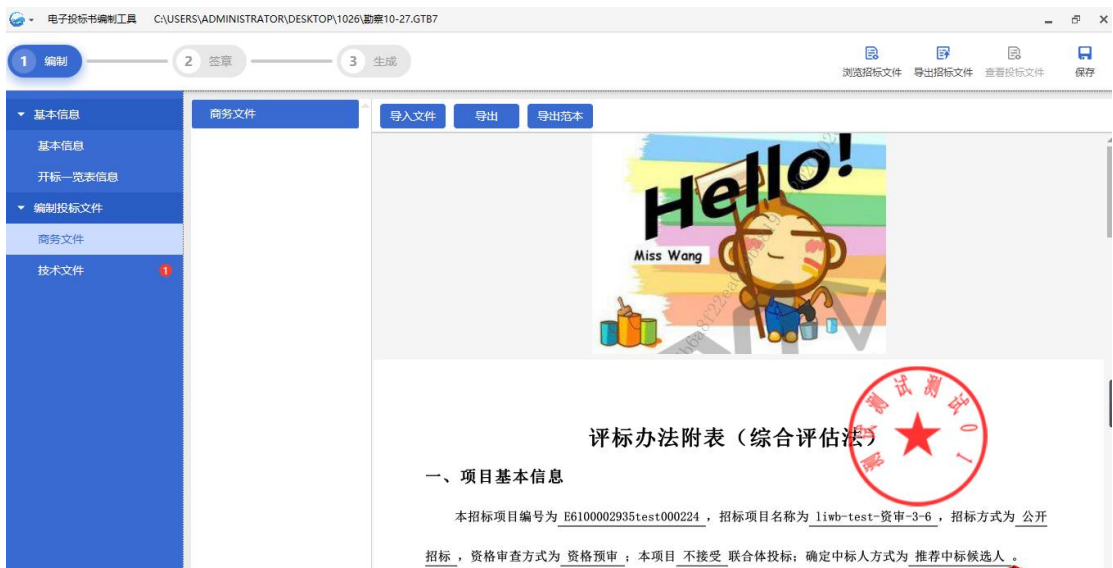 电子投标书编制工具 C:\USERS\ADMINISTRATOR\DESKTOP\1026\勘察10-27.GTB7
1 编制
2 签章
3 生成
浏览招标文件
导出招标文件
查看投标文件
保存
基本信息
基本信息
开标一览表信息
编制投标文件
商务文件
技术文件 1
商务文件
导入文件
导出
导出范本
Hello!
Miss Wang
测试测试测试01
评标办法附表（综合评估法）
一、项目基本信息
本招标项目编号为 E6100002935test000224 ，招标项目名称为 liwb-test-资审-3-6 ，招标方式为 公开
招标 ，资格审查方式为 资格预审 ；本项目 不接受 联合体投标；确定中标人方式为 推荐中标候选人 。